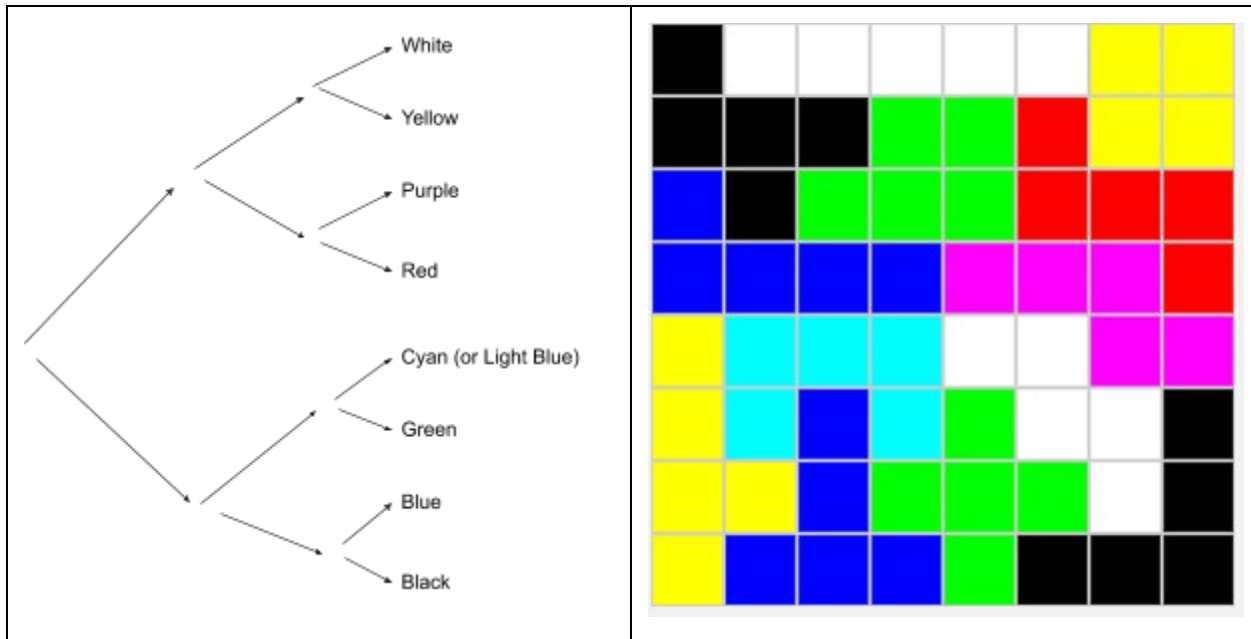 White
Yellow
Purple
Red
Cyan (or Light Blue)
Green
Blue
Black